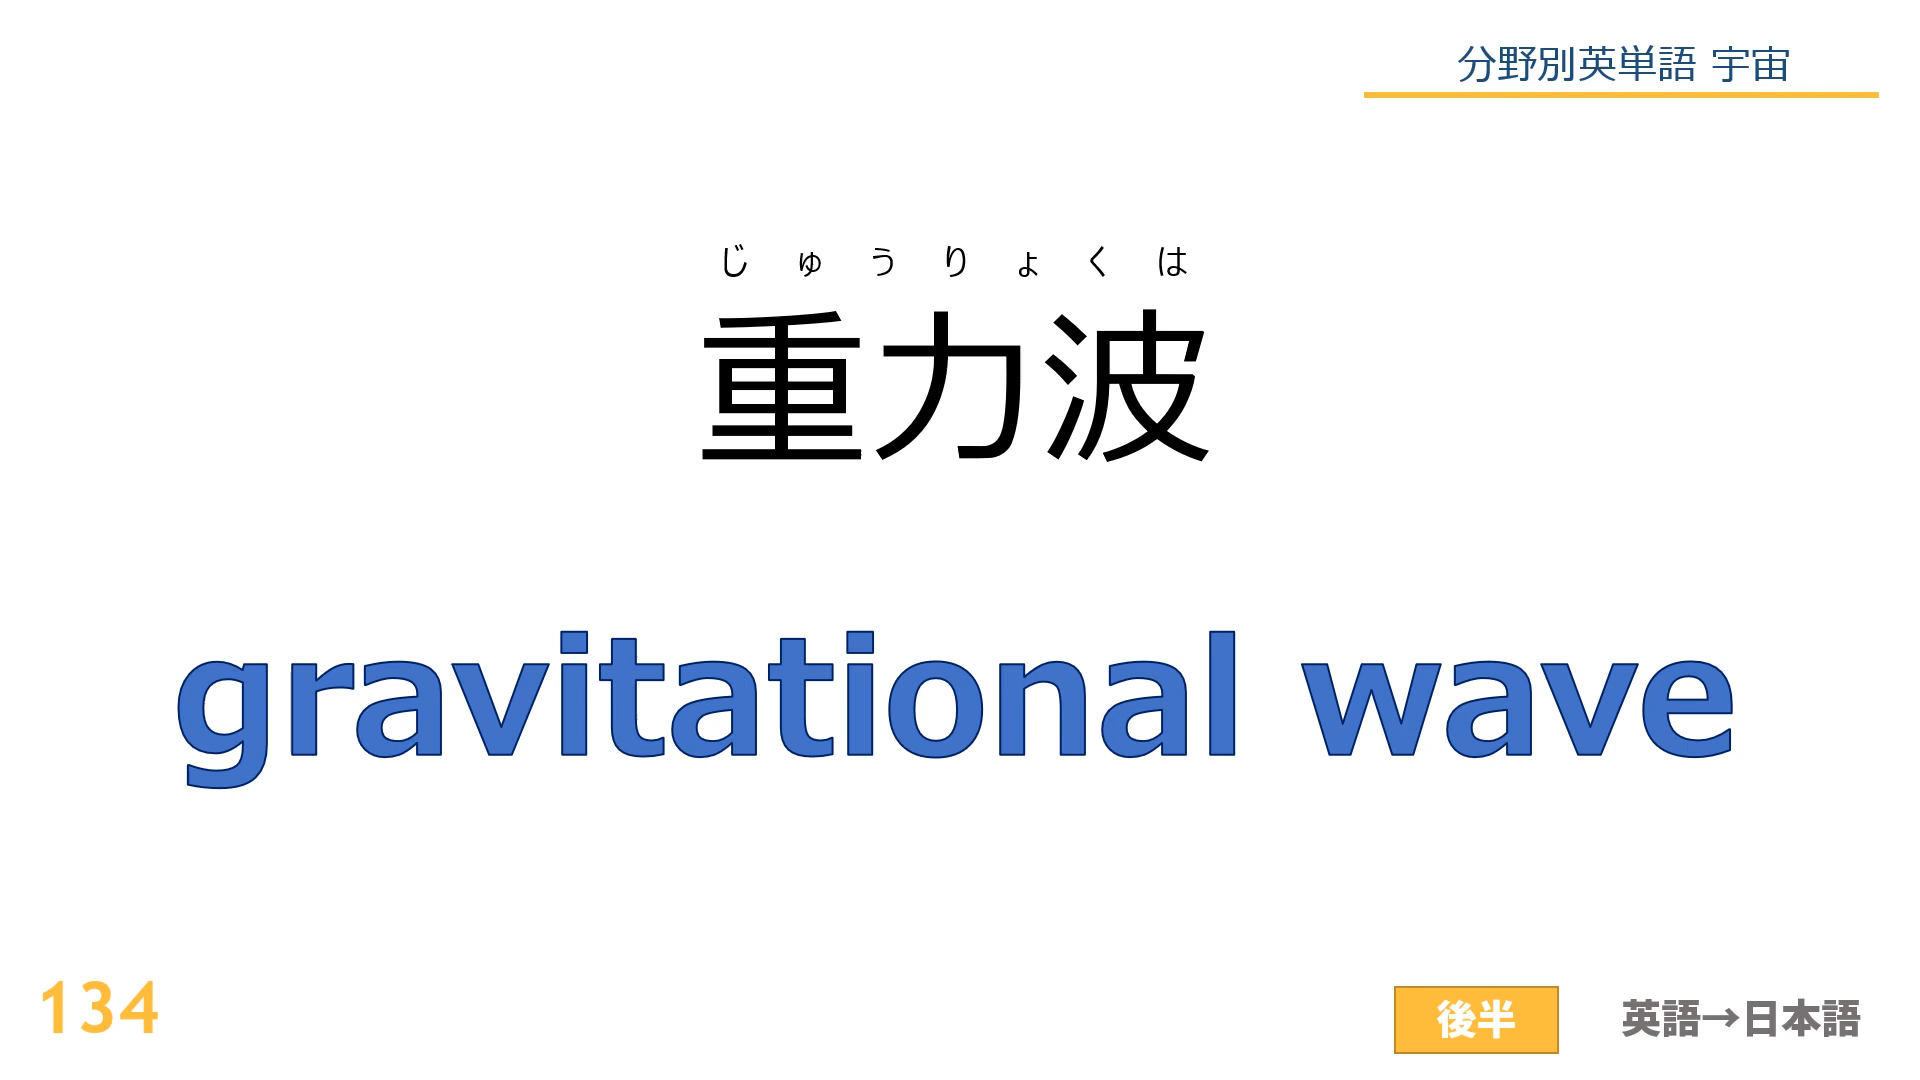 分野別英単語 宇宙
じゅうりょくは
重力波
gravitational wave
134
後半
英語→日本語